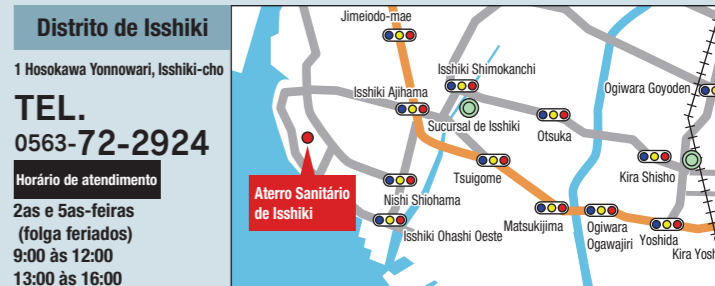 Distrito de Isshiki
1 Hosokawa Yonnowari, Isshiki-cho
TEL.
0563-72-2924
Horário de atendimento
2as e 5as-feiras
(folga feriados)
9:00 às 12:00
13:00 às 16:00
Jimeiodo-mae
Isshiki Shimokanchi
Isshiki Ajihama
Ogiwara Goyoden
Sucursal de Isshiki
Otsuka
Tsuigome
Kira Shisho
Aterro Sanitário
de Isshiki
Nishi Shiohama
Isshiki Ohashi Oeste
Matsukijima
Ogiwara
Ogawajiri
Yoshida
Kira Yosh